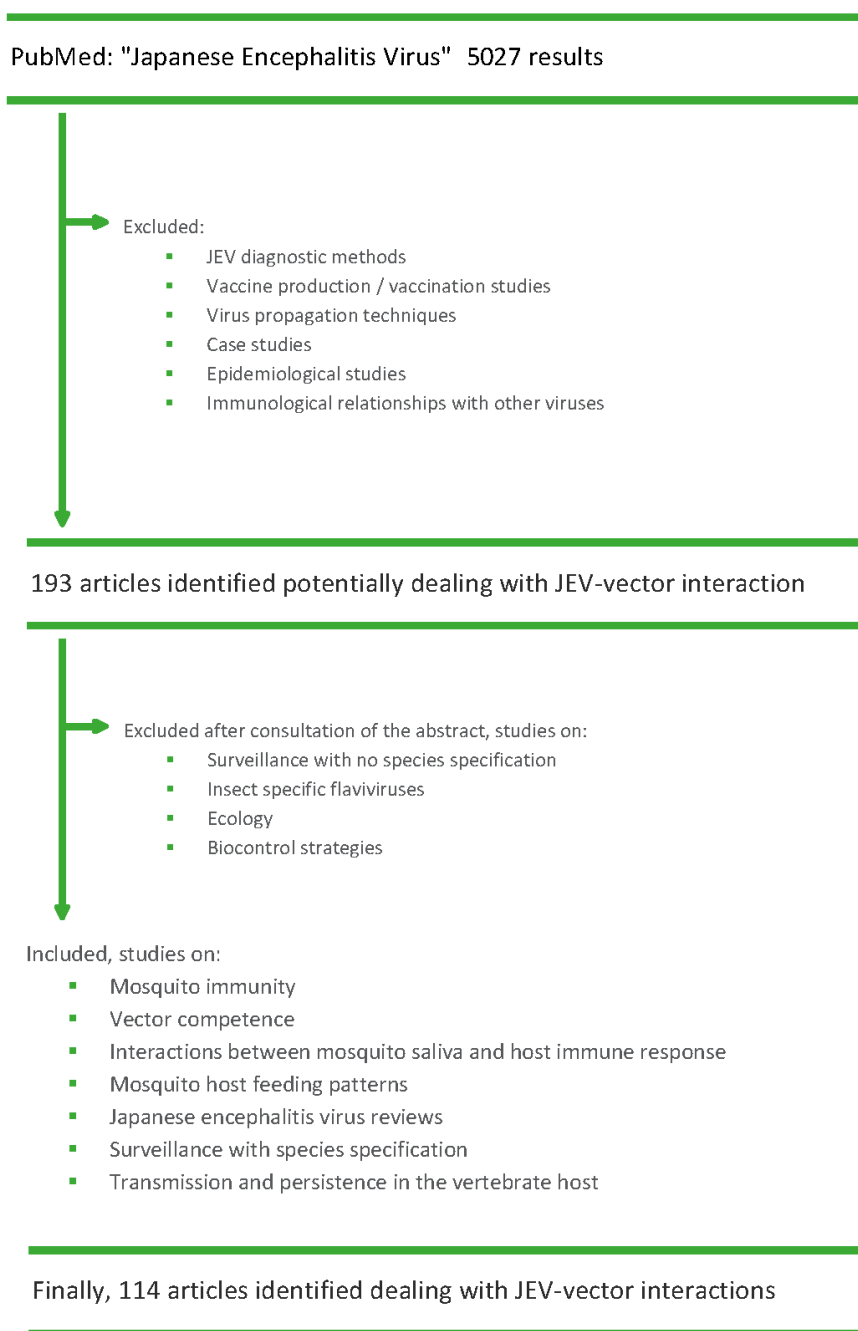 PubMed: "Japanese Encephalitis Virus" 5027 results
Excluded:
▪ JEV diagnostic methods
▪ Vaccine production / vaccination studies
▪ Virus propagation techniques
▪ Case studies
▪ Epidemiological studies
▪ Immunological relationships with other viruses
193 articles identified potentially dealing with JEV-vector interaction
Excluded after consultation of the abstract, studies on:
▪ Surveillance with no species specification
▪ Insect specific flaviviruses
▪ Ecology
▪ Biocontrol strategies
Included, studies on:
▪ Mosquito immunity
▪ Vector competence
▪ Interactions between mosquito saliva and host immune response
▪ Mosquito host feeding patterns
▪ Japanese encephalitis virus reviews
▪ Surveillance with species specification
▪ Transmission and persistence in the vertebrate host
Finally, 114 articles identified dealing with JEV-vector interactions